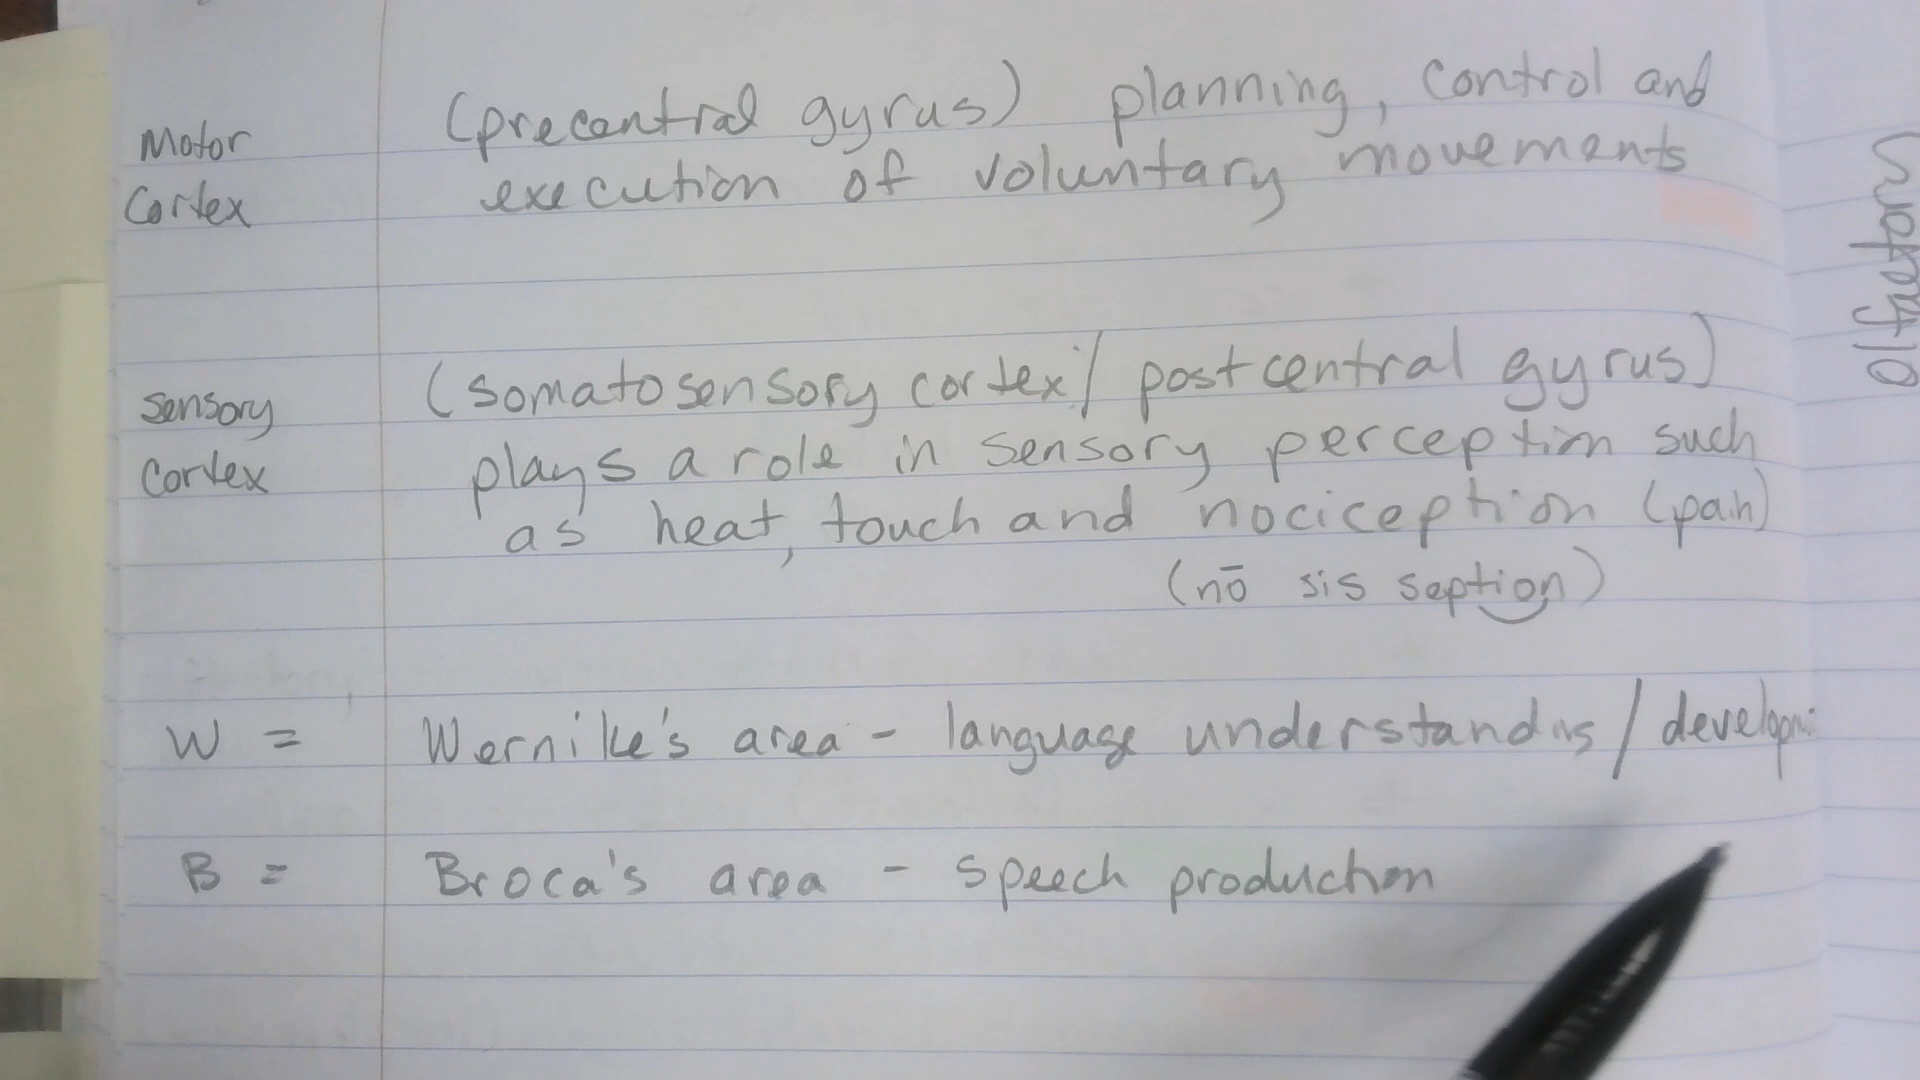 Motor
Cortex
(precentral gyrus) planning, control and
execution of voluntary movements
Sensory
Cortex
(somatosensory cortex / postcentral gyrus)
plays a role in sensory perception such
as heat, touch and nociception (pain)
(nō sis seption)
W =
Wernike's area - language understanding /
B =
Broca's area - speech production